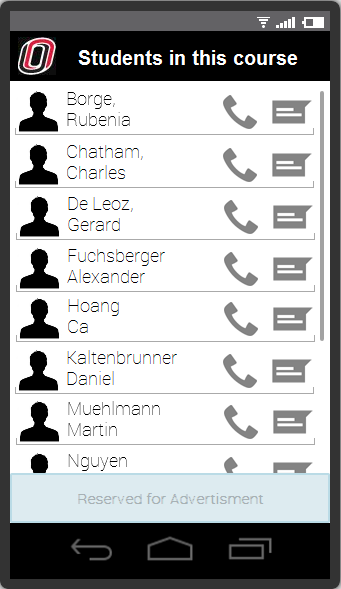 O
Students in this course
Borge,
Rubenia
Chatham,
Charles
De Leoz,
Gerard
Fuchsberger
Alexander
Hoang
Ca
Kaltenbrunner
Daniel
Muehlmann
Martin
Nguyen
Reserved for Advertisment